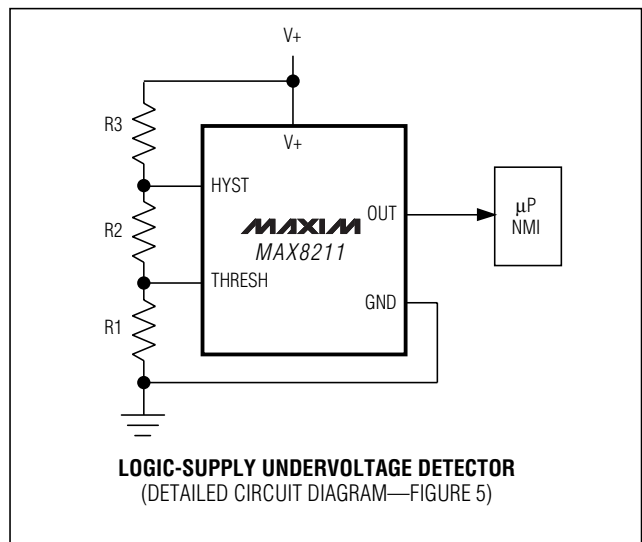 V+
R3
V+
HYST
R2
MAXIM
MAX8211
OUT
μP
NMI
THRESH
GND
R1
LOGIC-SUPPLY UNDERVOLTAGE DETECTOR
(DETAILED CIRCUIT DIAGRAM—FIGURE 5)